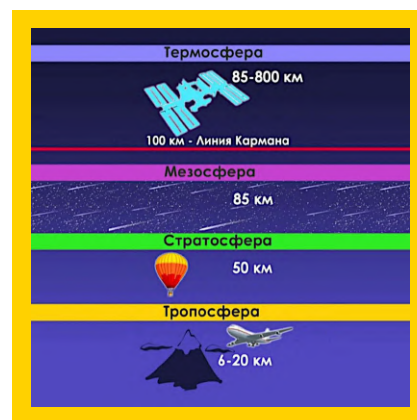 Термосфера
85-800 км
100 км - Линия Кармана
Мезосфера
85 км
Стратосфера
50 км
Тропосфера
6-20 км